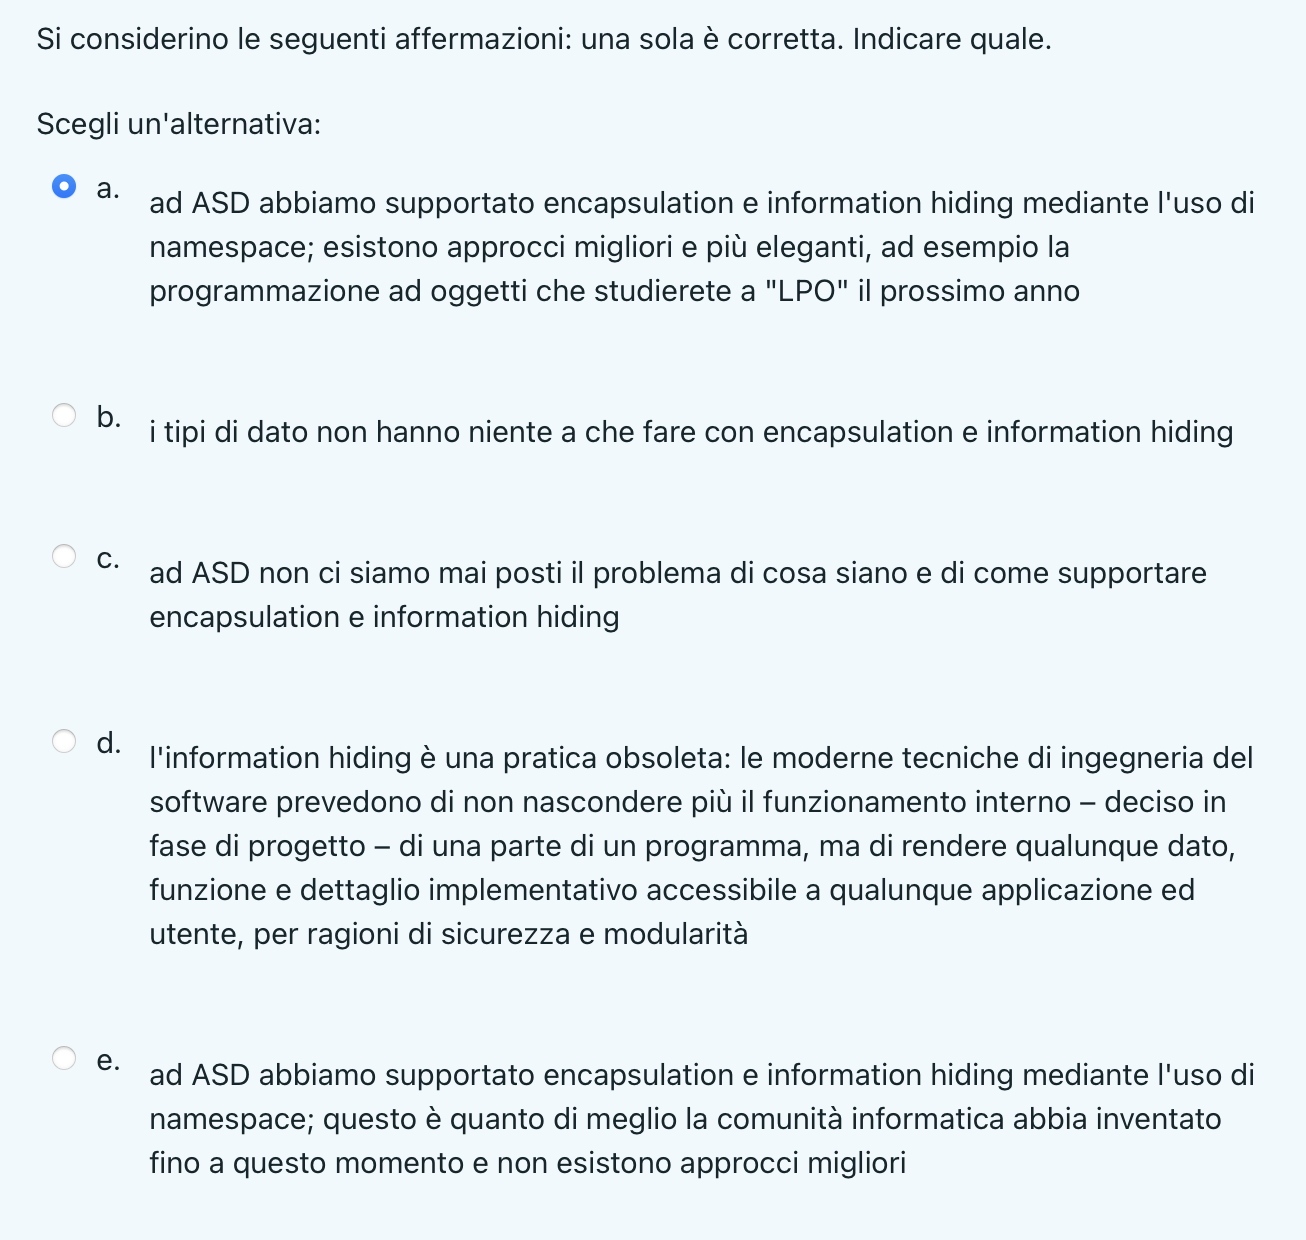 Si considerino le seguenti affermazioni: una sola è corretta. Indicare quale.
Scegli un'alternativa:
a.
ad ASD abbiamo supportato encapsulation e information hiding mediante l'uso di
namespace; esistono approcci migliori e più eleganti, ad esempio la
programmazione ad oggetti che studierete a "LPO" il prossimo anno
b.
i tipi di dato non hanno niente a che fare con encapsulation e information hiding
c.
ad ASD non ci siamo mai posti il problema di cosa siano e di come supportare
encapsulation e information hiding
d.
l'information hiding è una pratica obsoleta: le moderne tecniche di ingegneria del
software prevedono di non nascondere più il funzionamento interno – deciso in
fase di progetto – di una parte di un programma, ma di rendere qualunque dato,
funzione e dettaglio implementativo accessibile a qualunque applicazione ed
utente, per ragioni di sicurezza e modularità
e.
ad ASD abbiamo supportato encapsulation e information hiding mediante l'uso di
namespace; questo è quanto di meglio la comunità informatica abbia inventato
fino a questo momento e non esistono approcci migliori